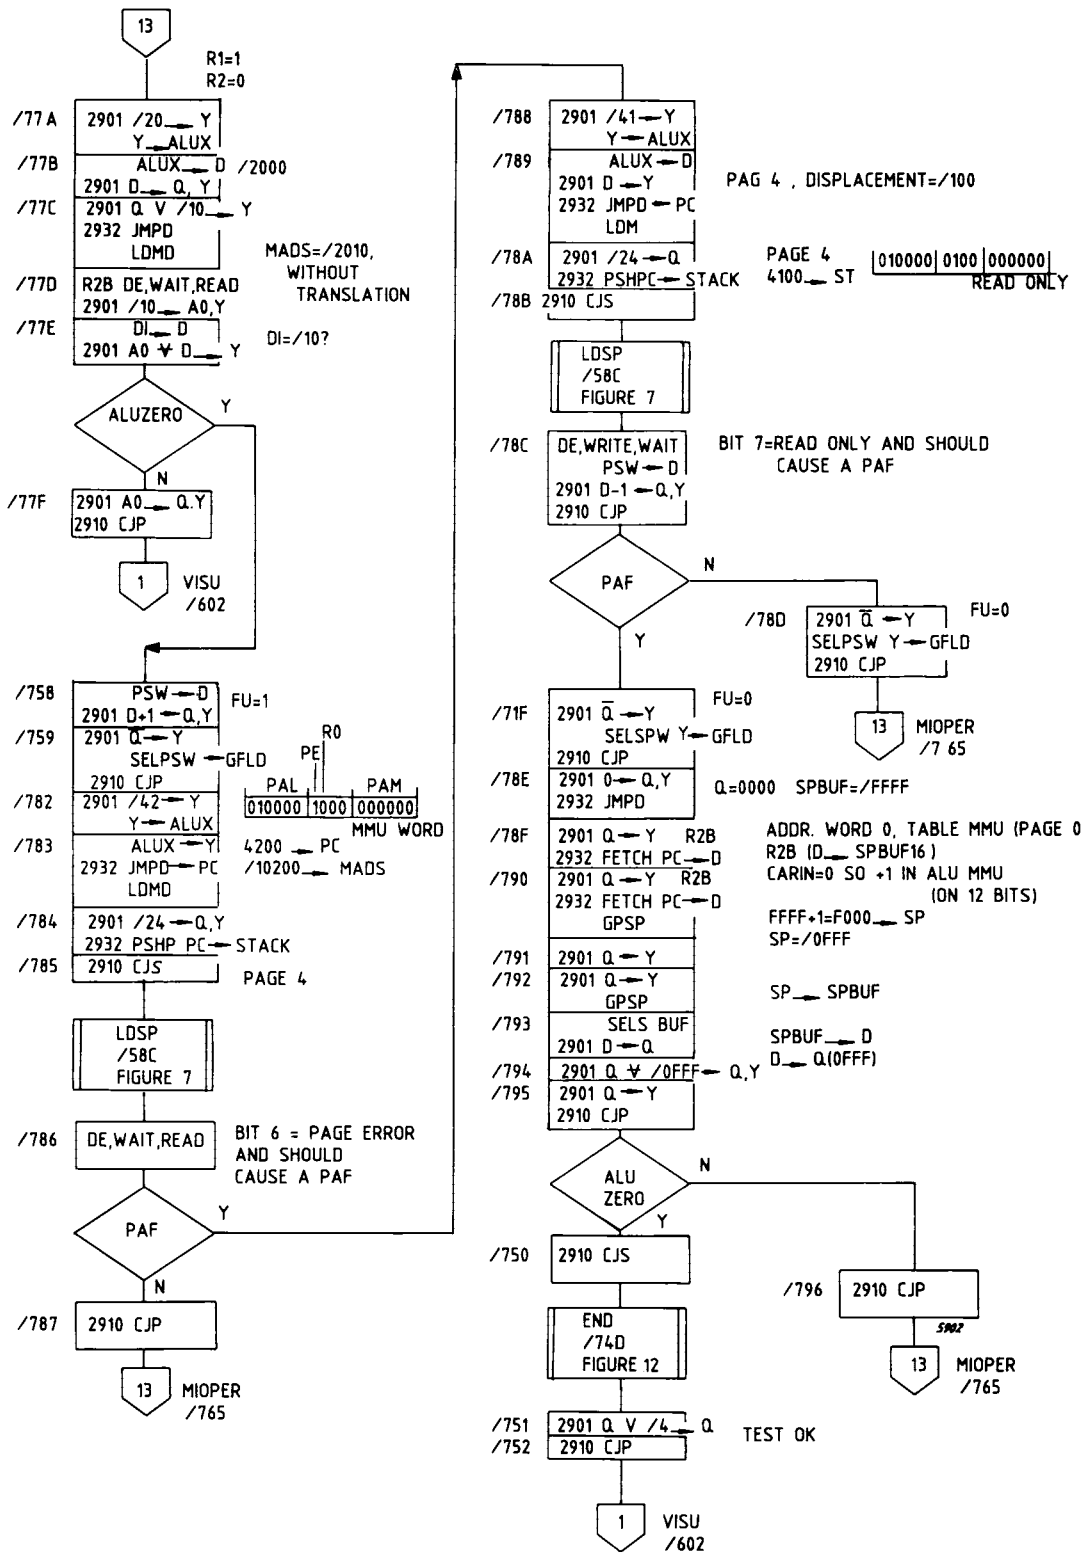 13
R1=1
R2=0
/77A 2901 /20 → Y
Y → ALUX
/77B ALUX → D /2000
2901 D → Q, Y
/77C 2901 Q V /10 → Y
2932 JMPD
LDMD
MADS=/2010,
WITHOUT
TRANSLATION
/77D R2B DE,WAIT,READ
2901 /10 → A0,Y
/77E DI → D
2901 A0 ⊻ D → Y
DI=/10?
ALUZERO
Y
N
/77F 2901 A0 → Q.Y
2910 CJP
1 VISU
/602
/758 PSW → D
2901 D+1 → Q,Y
FU=1
/759 2901 Q̅ → Y
SELPSW → GFLD
2910 CJP
R0
PE
PAL PAM
010000 1000 000000
MMU WORD
/782 2901 /42 → Y
Y → ALUX
/783 ALUX → Y
2932 JMPD → PC
LDMD
4200 → PC
/10200 → MADS
/784 2901 /24 → Q,Y
2932 PSHP PC → STACK
/785 2910 CJS
PAGE 4
LDSP
/58C
FIGURE 7
/786 DE,WAIT,READ
BIT 6 = PAGE ERROR
AND SHOULD
CAUSE A PAF
PAF
Y
N
/787 2910 CJP
13 MIOPER
/765
/788 2901 /41 → Y
Y → ALUX
/789 ALUX → D
2901 D → Y
2932 JMPD → PC
LDM
PAG 4 , DISPLACEMENT=/100
/78A 2901 /24 → Q
2932 PSHPC → STACK
PAGE 4
4100 → ST
010000 0100 000000
READ ONLY
/78B 2910 CJS
LDSP
/58C
FIGURE 7
/78C DE,WRITE,WAIT
PSW → D
2901 D-1 → Q,Y
2910 CJP
BIT 7=READ ONLY AND SHOULD
CAUSE A PAF
PAF
N
Y
/78D 2901 Q̅ → Y
SELPSW Y → GFLD
2910 CJP
FU=0
13 MIOPER
/7 65
/71F 2901 Q̅ → Y
SELSPW Y → GFLD
2910 CJP
FU=0
/78E 2901 0 → Q,Y
2932 JMPD
Q=0000 SPBUF=/FFFF
/78F 2901 Q → Y R2B
2932 FETCH PC → D
/790 2901 Q → Y R2B
2932 FETCH PC → D
GPSP
ADDR. WORD 0, TABLE MMU (PAGE 0
R2B (D → SPBUF16)
CARIN=0 SO +1 IN ALU MMU
(ON 12 BITS)
FFFF+1=F000 → SP
SP=/0FFF
/791 2901 Q → Y
/792 2901 Q → Y
GPSP
SP → SPBUF
/793 SELS BUF
2901 D → Q
SPBUF → D
D → Q(0FFF)
/794 2901 Q ⊻ /0FFF → Q,Y
/795 2901 Q → Y
2910 CJP
ALU
ZERO
N
Y
/750 2910 CJS
/796 2910 CJP
5902
13 MIOPER
/765
END
/74D
FIGURE 12
/751 2901 Q V /4 → Q
/752 2910 CJP
TEST OK
1 VISU
/602